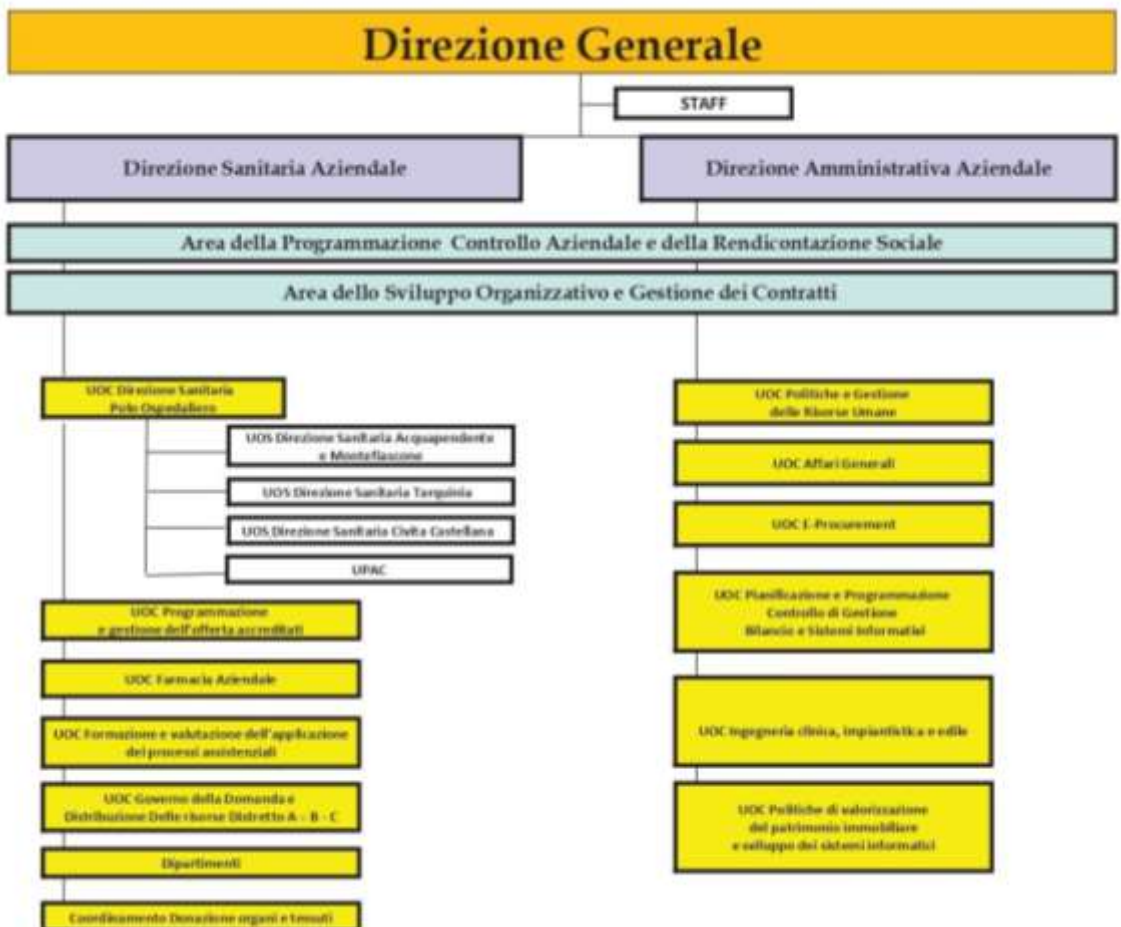 Direzione Generale
STAFF
Direzione Sanitaria Aziendale
Direzione Amministrativa Aziendale
Area della Programmazione Controllo Aziendale e della Rendicontazione Sociale
Area dello Sviluppo Organizzativo e Gestione dei Contratti
UOC Direzione Sanitaria
Polo Ospedaliero
UOS Direzione Sanitaria Acquapendente
e Montefiascone
UOS Direzione Sanitaria Tarquinia
UOS Direzione Sanitaria Civita Castellana
UPAC
UOC Programmazione
e gestione dell'offerta accreditati
UOC Farmacia Aziendale
UOC Formazione e valutazione dell'applicazione
dei processi assistenziali
UOC Governo della Domanda e
Distribuzione Delle risorse Distretto A - B - C
Dipartimenti
Coordinamento Donazione organi e tessuti
UOC Politiche e Gestione
delle Risorse Umane
UOC Affari Generali
UOC E-Procurement
UOC Pianificazione e Programmazione
Controllo di Gestione
Bilancio e Sistemi Informatici
UOC Ingegneria clinica, impiantistica e edile
UOC Politiche di valorizzazione
del patrimonio immobiliare
e sviluppo dei sistemi informatici